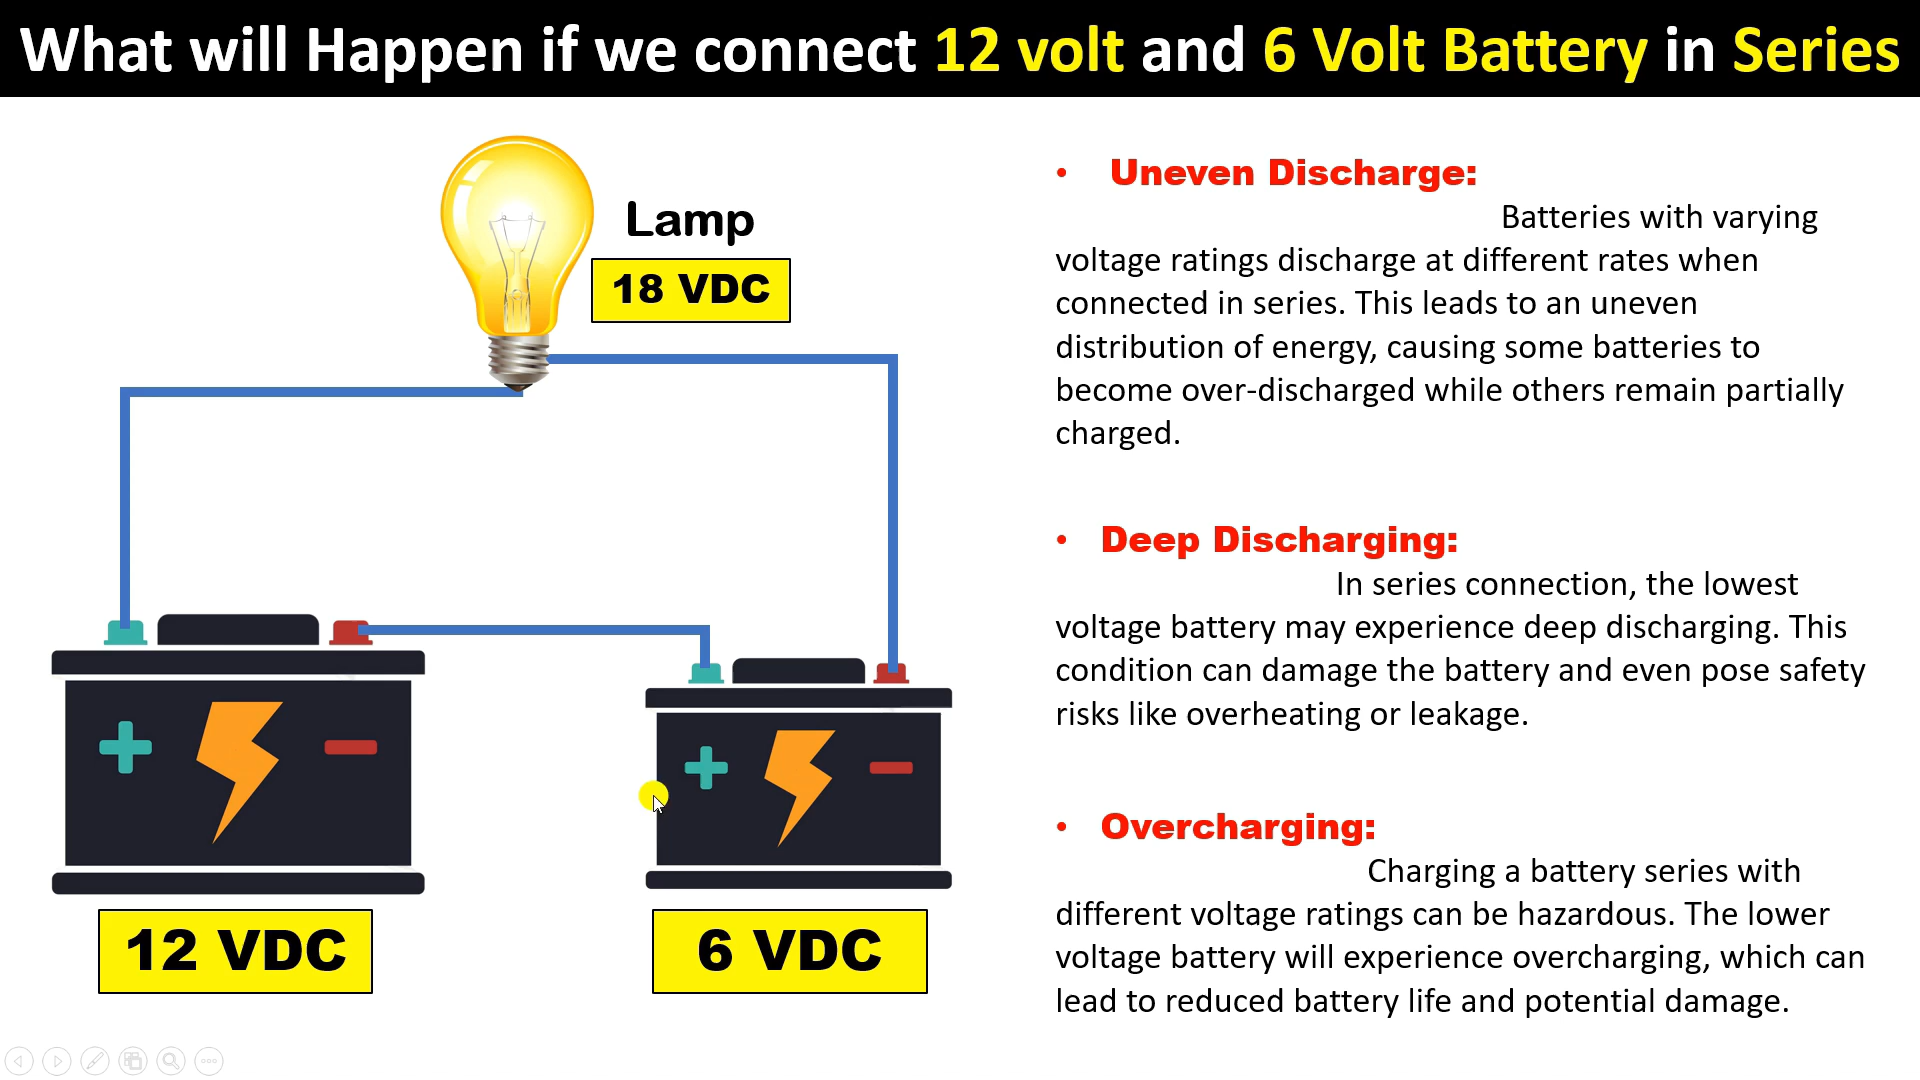 What will Happen if we connect 12 volt and 6 Volt Battery in Series
Lamp
18 VDC
12 VDC
6 VDC
• Uneven Discharge:
Batteries with varying
voltage ratings discharge at different rates when
connected in series. This leads to an uneven
distribution of energy, causing some batteries to
become over-discharged while others remain partially
charged.
• Deep Discharging:
In series connection, the lowest
voltage battery may experience deep discharging. This
condition can damage the battery and even pose safety
risks like overheating or leakage.
• Overcharging:
Charging a battery series with
different voltage ratings can be hazardous. The lower
voltage battery will experience overcharging, which can
lead to reduced battery life and potential damage.